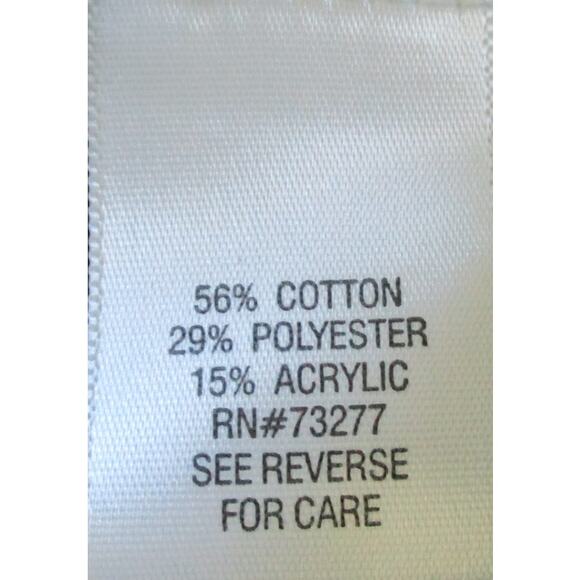 56% COTTON
29% POLYESTER
15% ACRYLIC
RN#73277
SEE REVERSE
FOR CARE